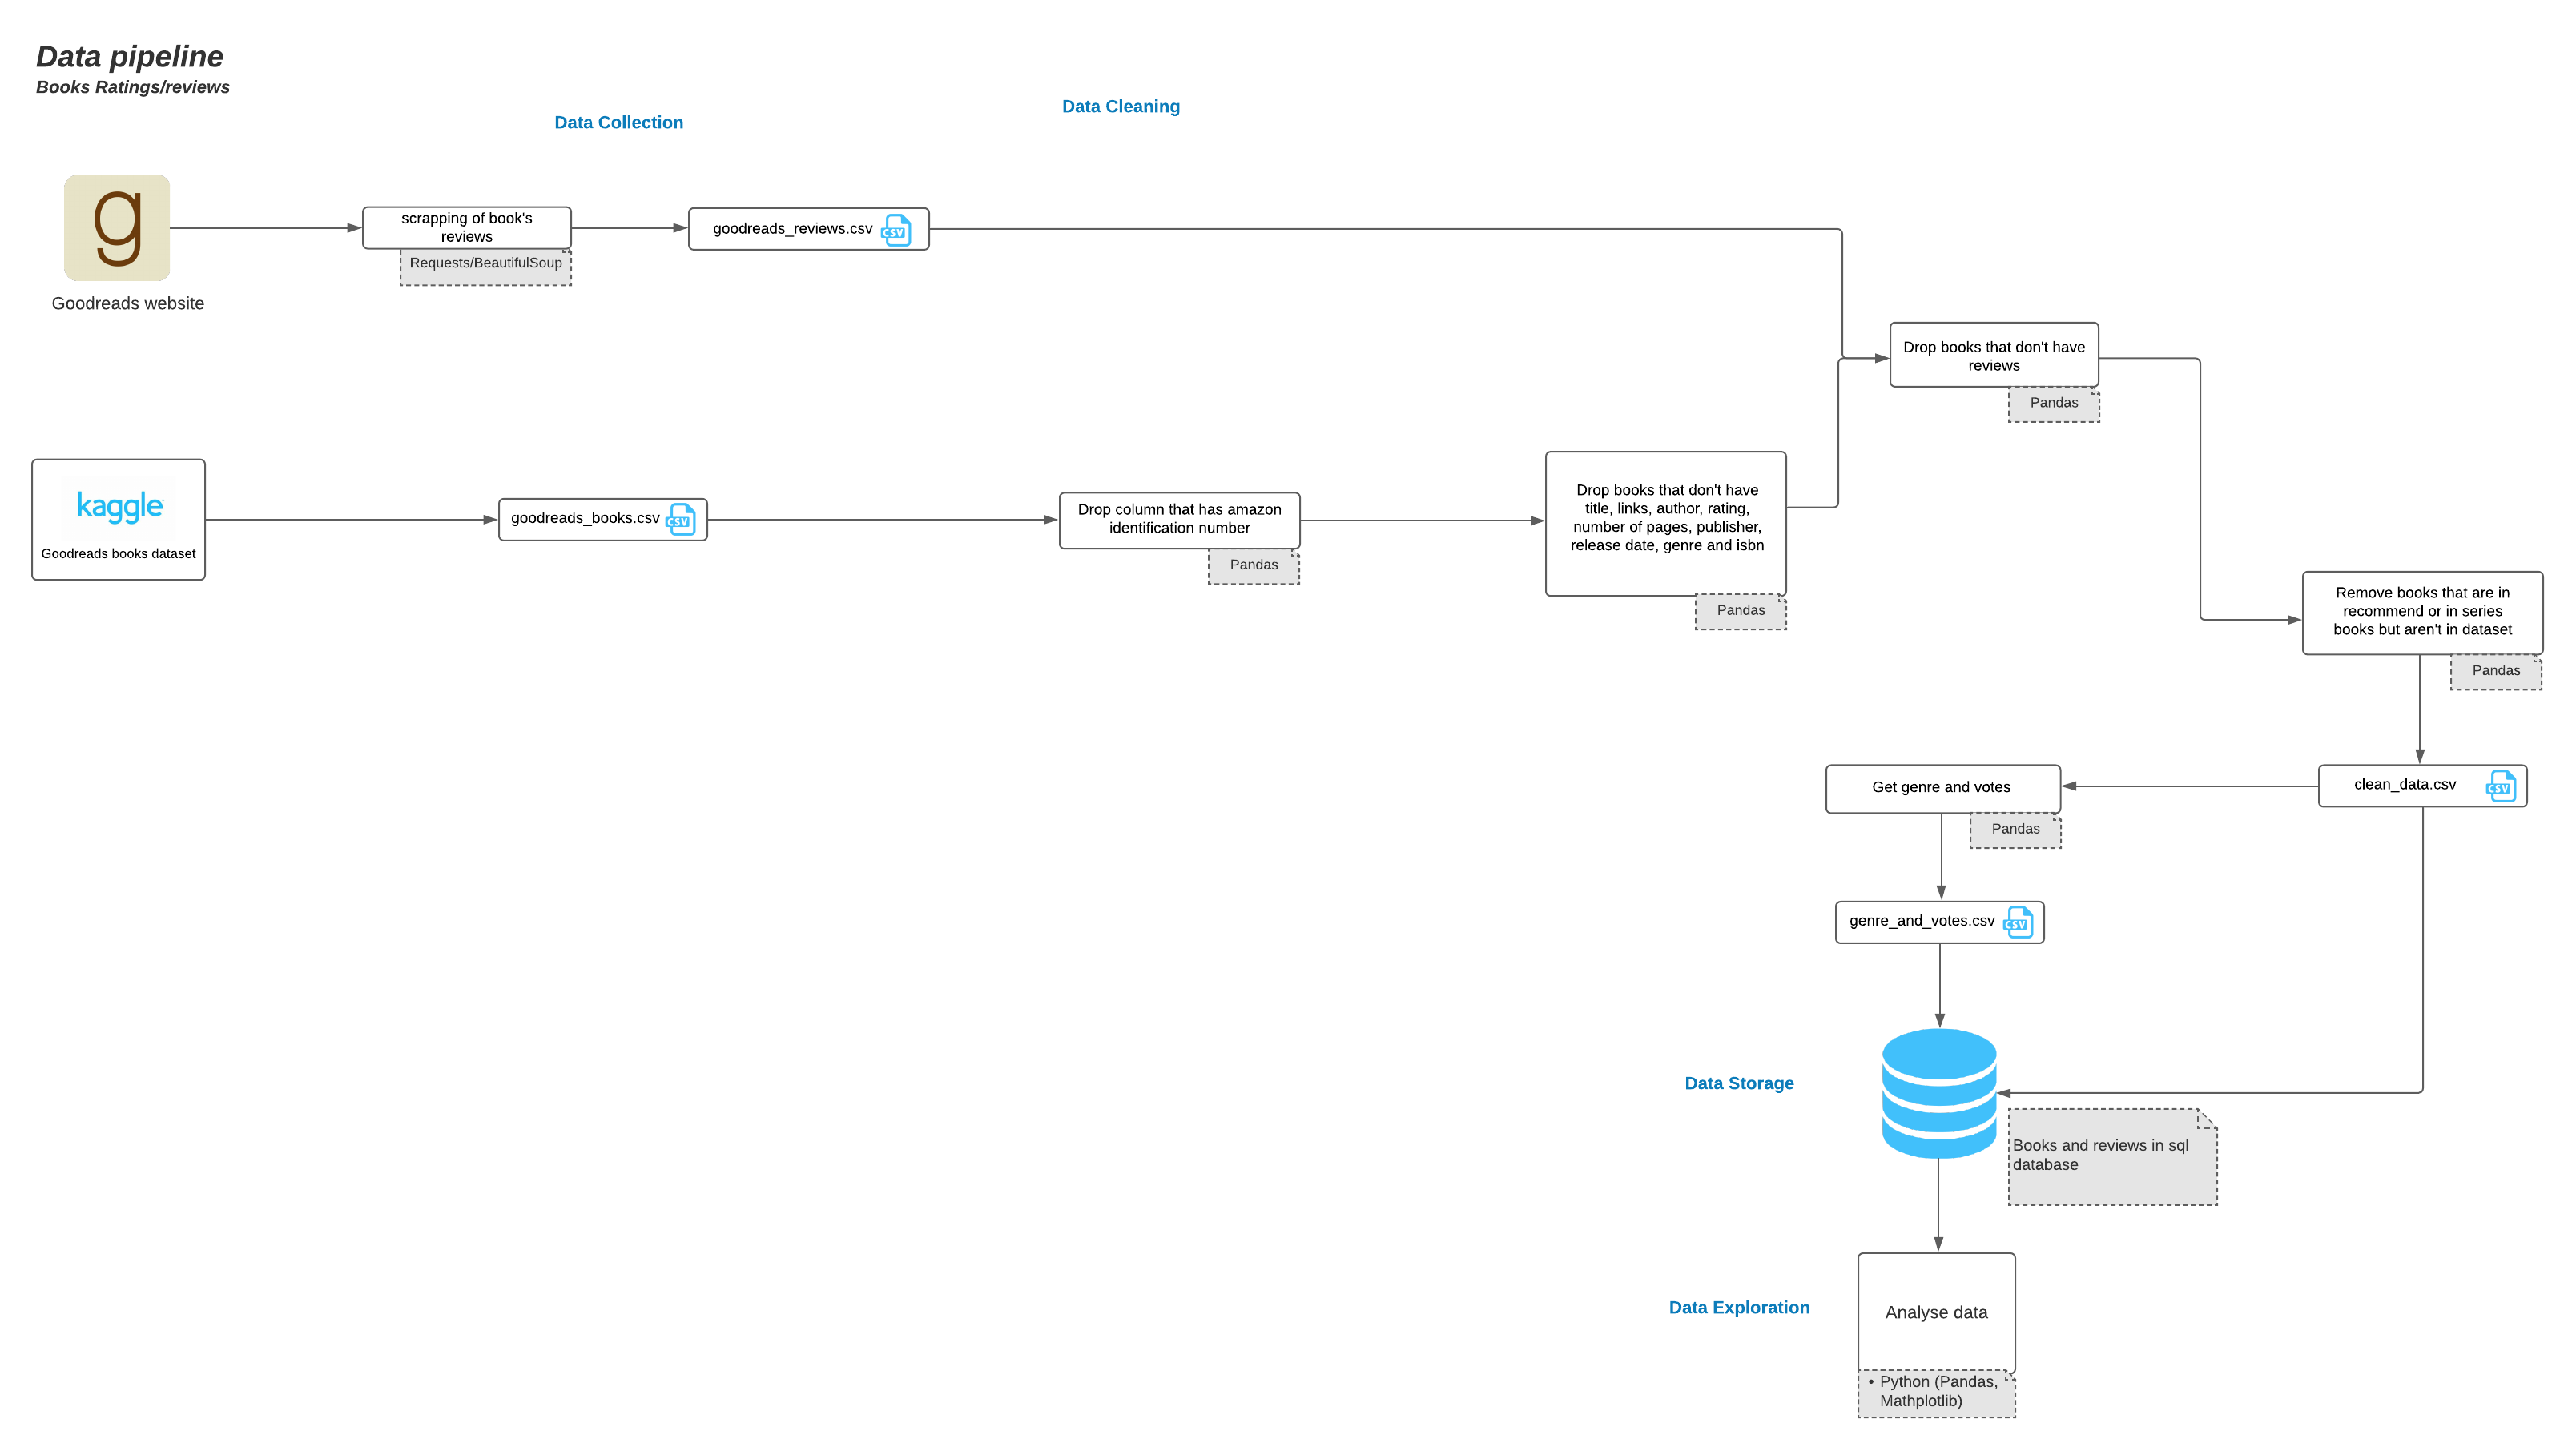 Data pipeline
Books Ratings/reviews
Data Collection
Data Cleaning
g
Goodreads website
scrapping of book's
reviews
Requests/BeautifulSoup
goodreads_reviews.csv
CSV
Drop books that don't have
reviews
Pandas
kaggle
Goodreads books dataset
goodreads_books.csv
CSV
Drop column that has amazon
identification number
Pandas
Drop books that don't have
title, links, author, rating,
number of pages, publisher,
release date, genre and isbn
Pandas
Remove books that are in
recommend or in series
books but aren't in dataset
Pandas
clean_data.csv
CSV
Get genre and votes
Pandas
genre_and_votes.csv
CSV
Data Storage
Books and reviews in sql
database
Data Exploration
Analyse data
• Python (Pandas,
Mathplotlib)